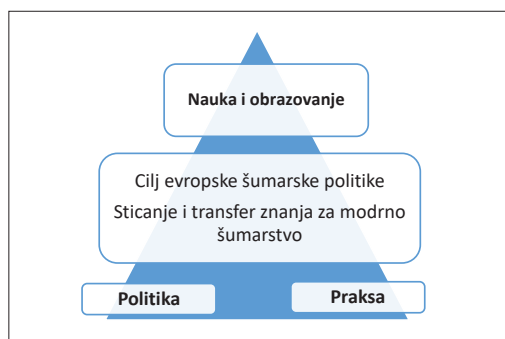 Nauka i obrazovanje
Cilj evropske šumarske politike
Sticanje i transfer znanja za modrno
šumarstvo
Politika
Praksa